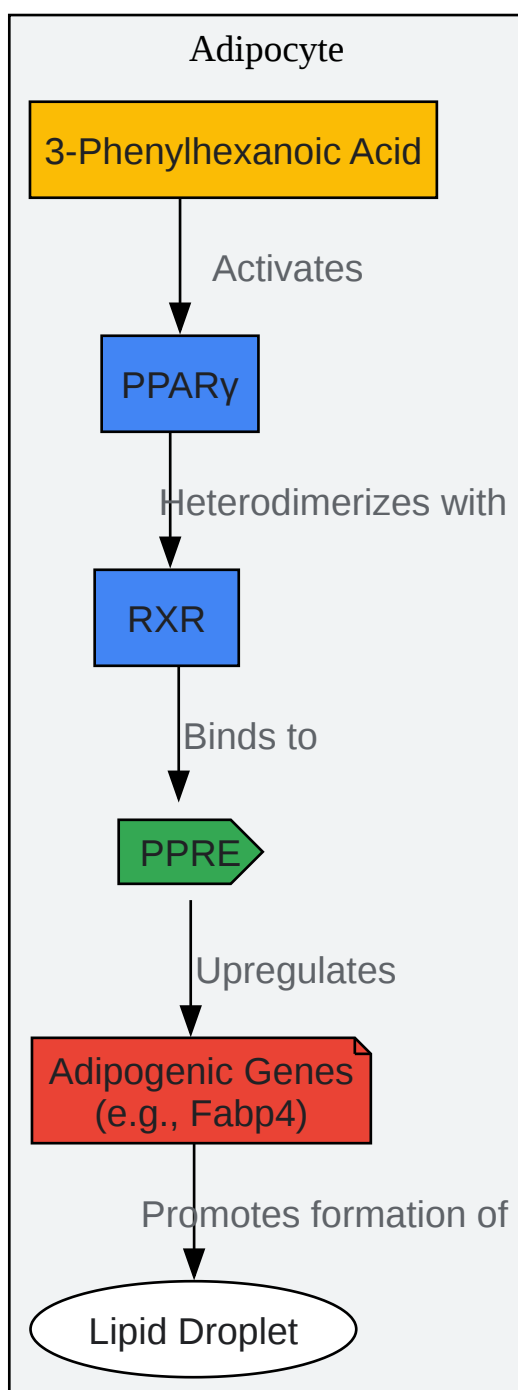 Adipocyte
3-Phenylhexanoic Acid
Activates
PPARγ
Heterodimerizes with
RXR
Binds to
PPRE
Upregulates
Adipogenic Genes
(e.g., Fabp4)
Promotes formation of
Lipid Droplet